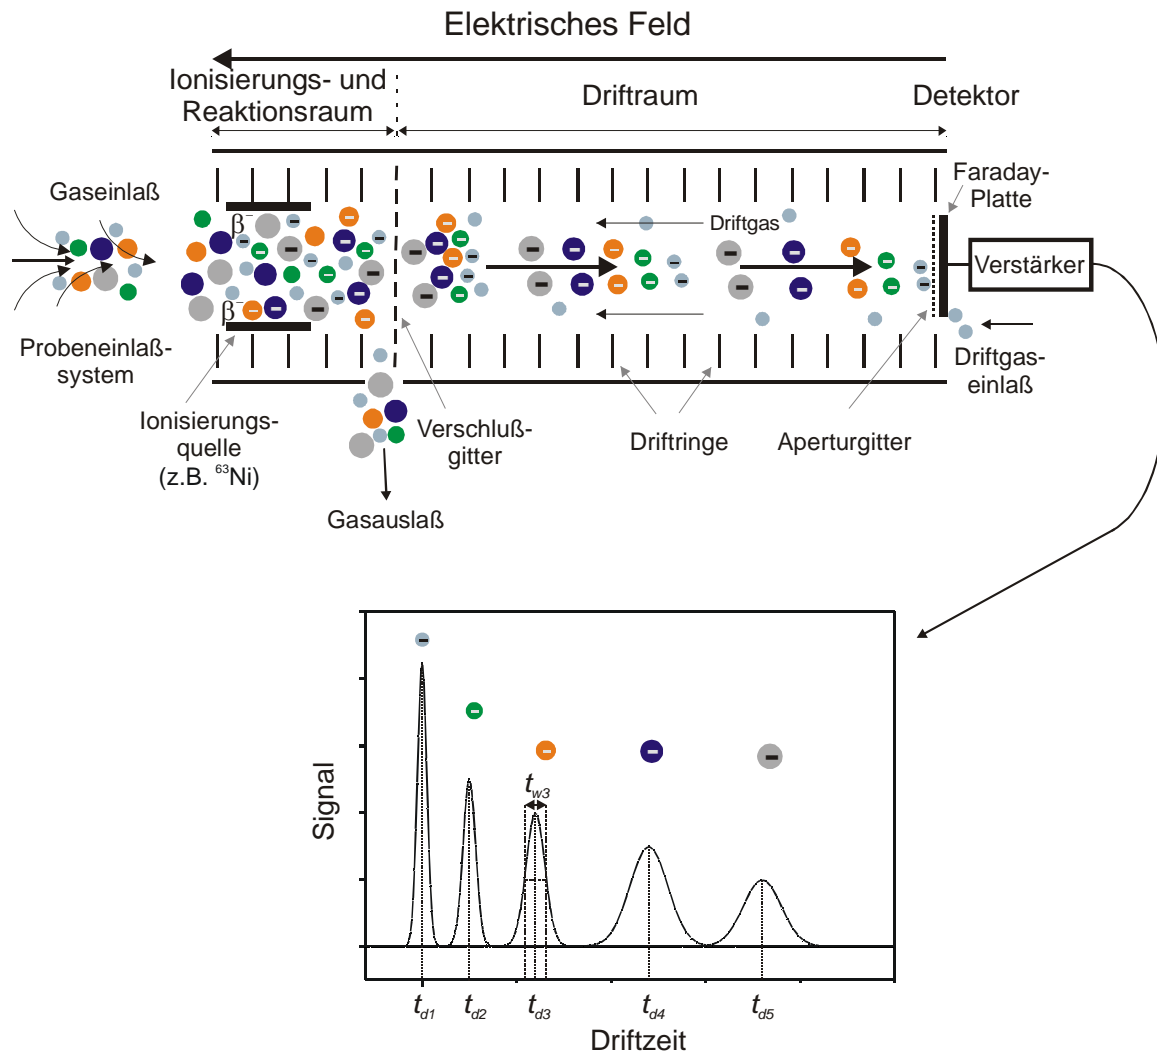 Elektrisches Feld
Ionisierungs- und
Reaktionsraum
Driftraum
Detektor
Gaseinlaß
Faraday-
Platte
β⁻
Driftgas
Verstärker
β⁻
Probeneinlaß-
system
Driftgas-
einlaß
Ionisierungs-
quelle
(z.B. ⁶³Ni)
Verschluß-
gitter
Driftringe
Aperturgitter
Gasauslaß
Signal
t_w3
t_d1
t_d2
t_d3
t_d4
t_d5
Driftzeit